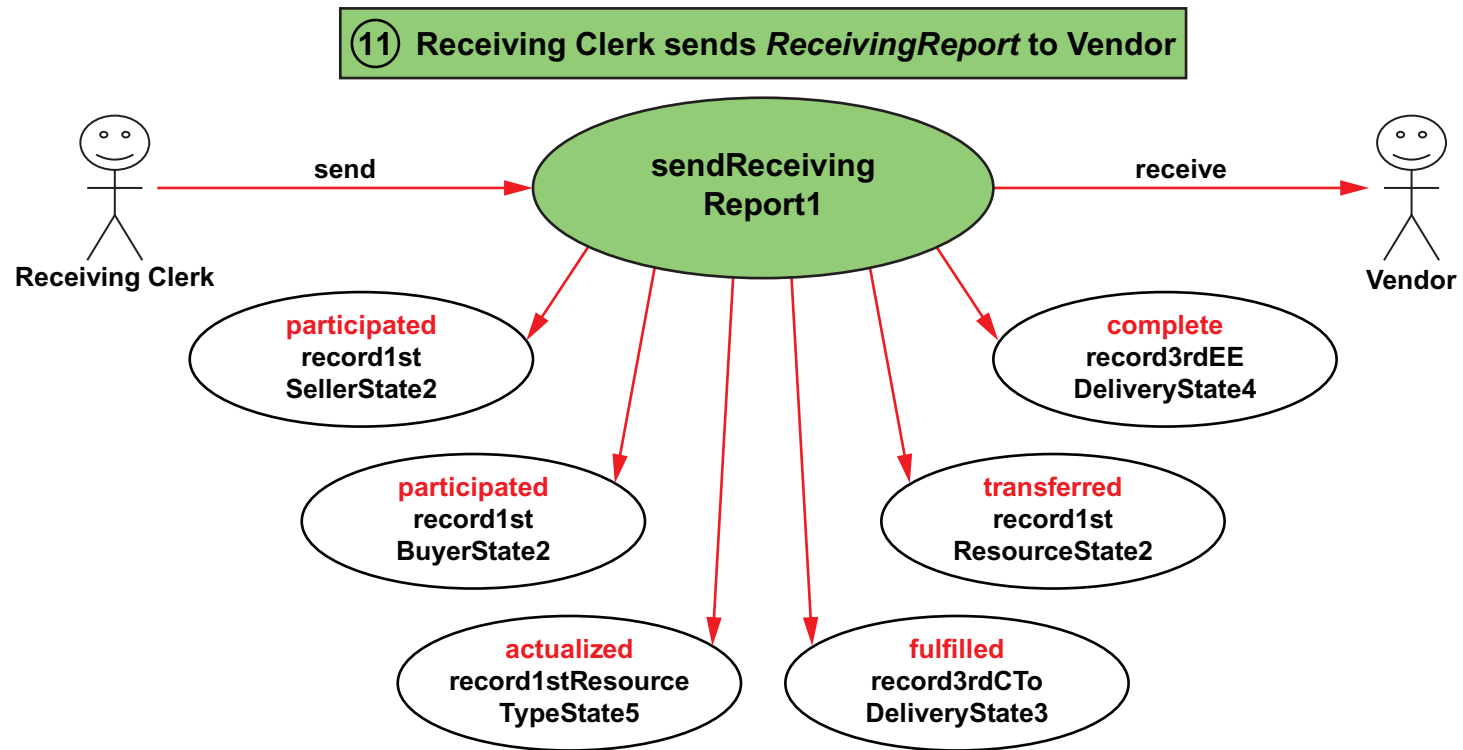 11 Receiving Clerk sends ReceivingReport to Vendor
send
sendReceiving
Report1
receive
Receiving Clerk
Vendor
participated
record1st
SellerState2
complete
record3rdEE
DeliveryState4
participated
record1st
BuyerState2
transferred
record1st
ResourceState2
actualized
record1stResource
TypeState5
fulfilled
record3rdCTo
DeliveryState3